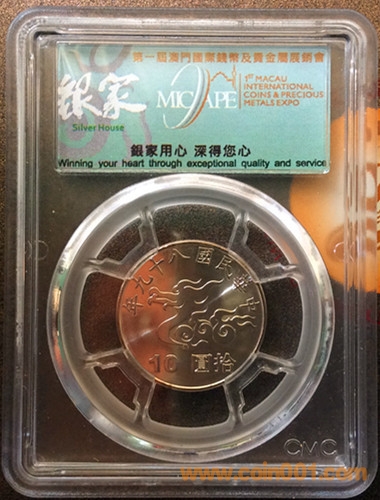 第一屆澳門國際錢幣及貴金屬展銷會
銀家
Silver House
MICAPE
1ST MACAU
INTERNATIONAL
COINS & PRECIOUS
METALS EXPO
銀家用心 深得您心
Winning your heart through exceptional quality and service
年九十八國民華中
10 圓拾
CMC
www.coin001.com